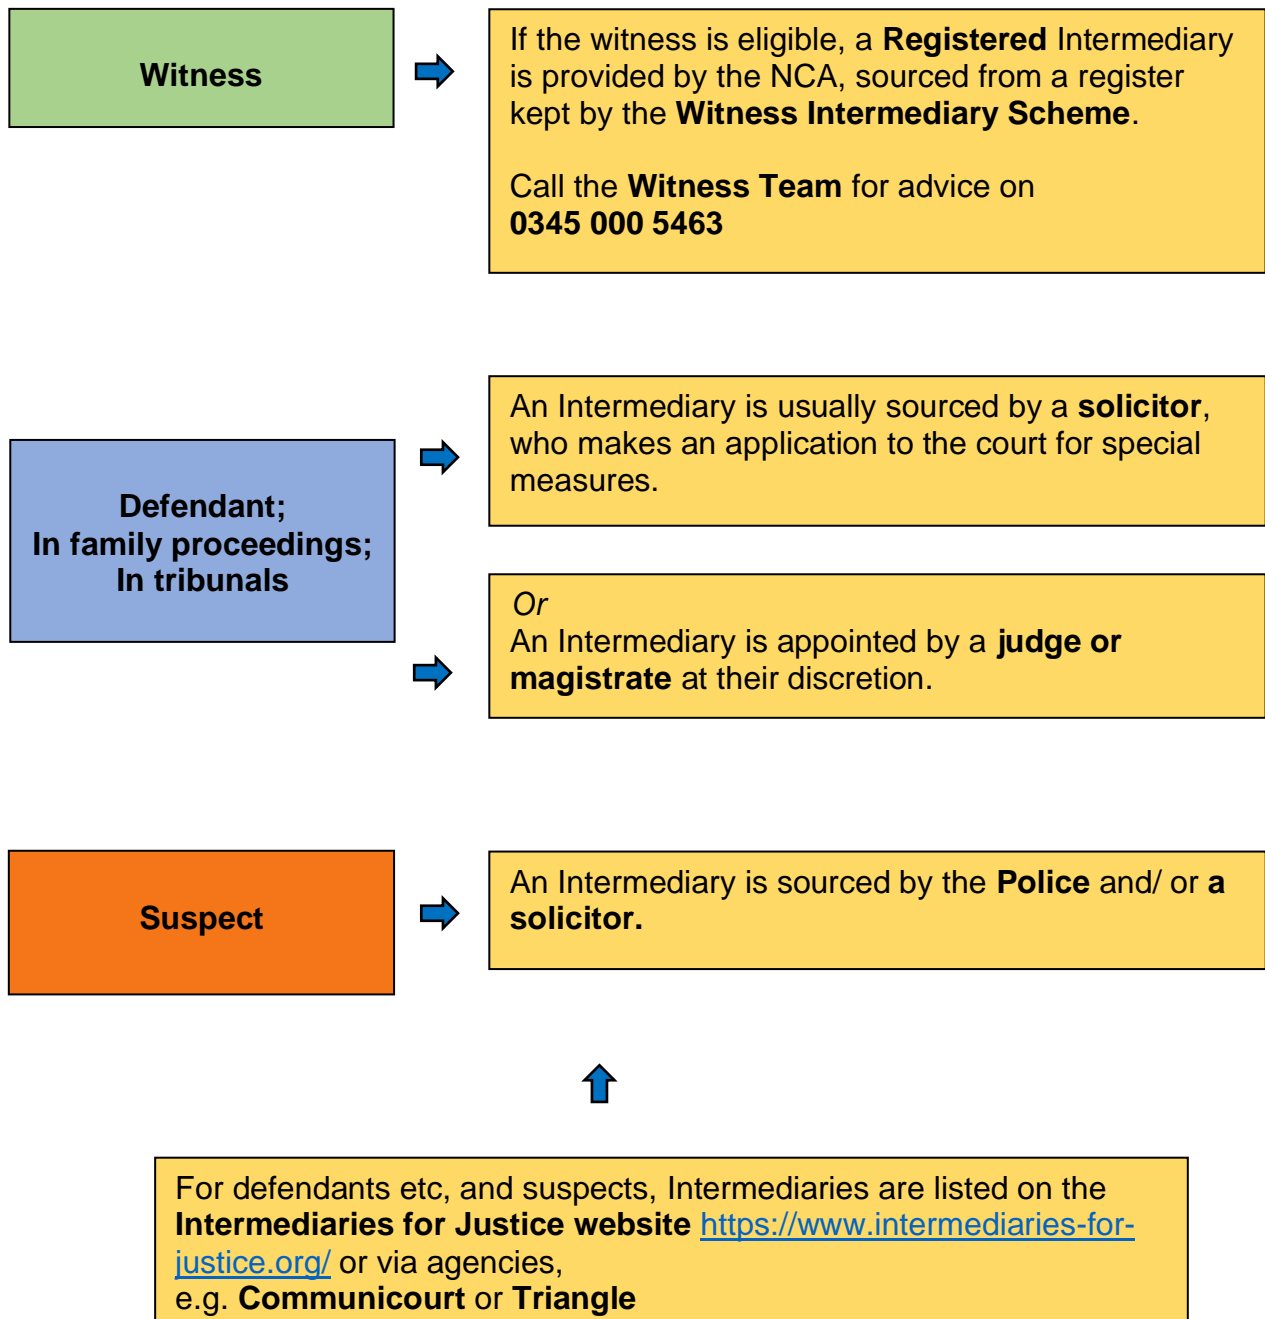 Witness
If the witness is eligible, a Registered Intermediary
is provided by the NCA, sourced from a register
kept by the Witness Intermediary Scheme.
Call the Witness Team for advice on
0345 000 5463
Defendant;
In family proceedings;
In tribunals
An Intermediary is usually sourced by a solicitor,
who makes an application to the court for special
measures.
Or
An Intermediary is appointed by a judge or
magistrate at their discretion.
Suspect
An Intermediary is sourced by the Police and/ or a
solicitor.
For defendants etc, and suspects, Intermediaries are listed on the
Intermediaries for Justice website https://www.intermediaries-for-
justice.org/ or via agencies,
e.g. Communicourt or Triangle